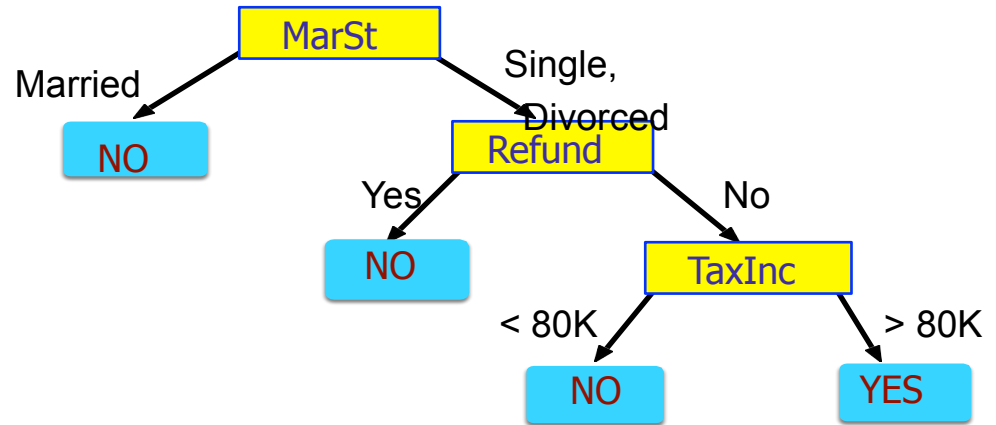 MarSt
Married
Single,
Divorced
NO
Refund
Yes
No
NO
TaxInc
< 80K
> 80K
NO
YES